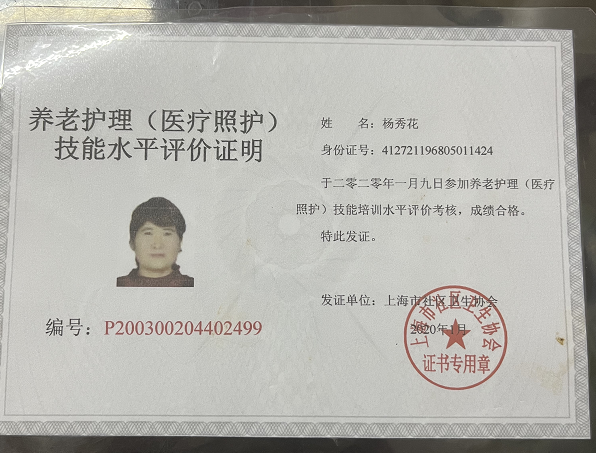 养老护理（医疗照护）
技能水平评价证明
编号：P200300204402499
姓 名：杨秀花
身份证号：412721196805011424
于二零二零年一月九日参加养老护理（医疗
照护）技能培训水平评价考核，成绩合格。
特此发证。
发证单位：上海市社区卫生协会
2020年1月
上海市社区卫生协会
证书专用章